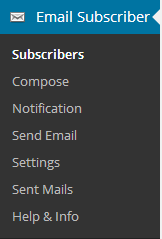 Email Subscriber
Subscribers
Compose
Notification
Send Email
Settings
Sent Mails
Help & Info